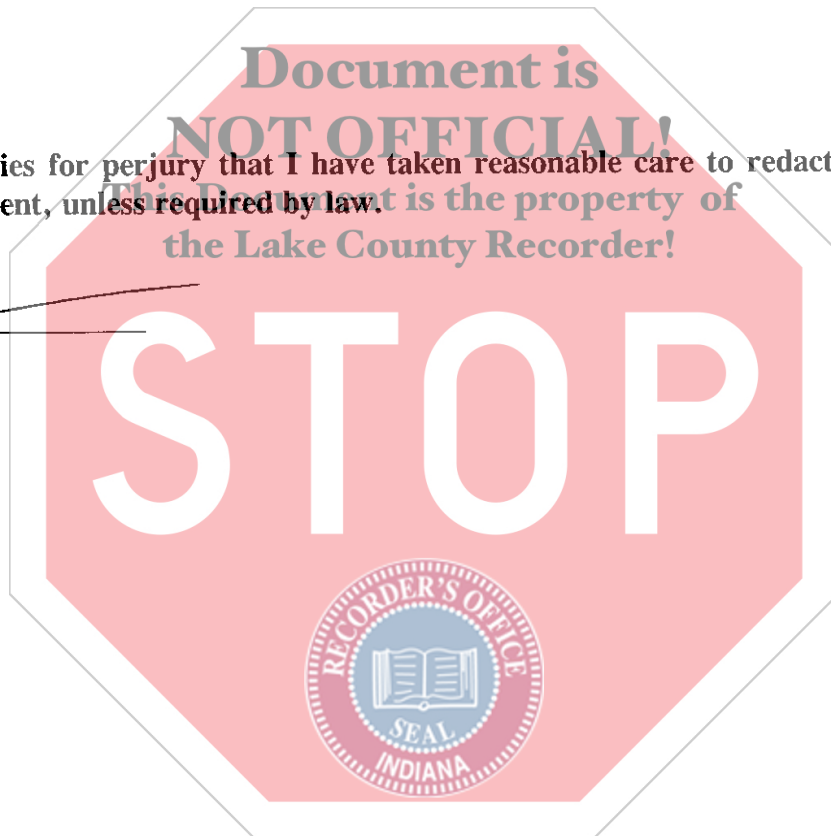 Document is
NOT OFFICIAL!
ies for perjury that I have taken reasonable care to redact
This Document is the property of
ent, unless required by law.
the Lake County Recorder!
STOP
RECORDER'S OFFICE
SEAL
INDIANA